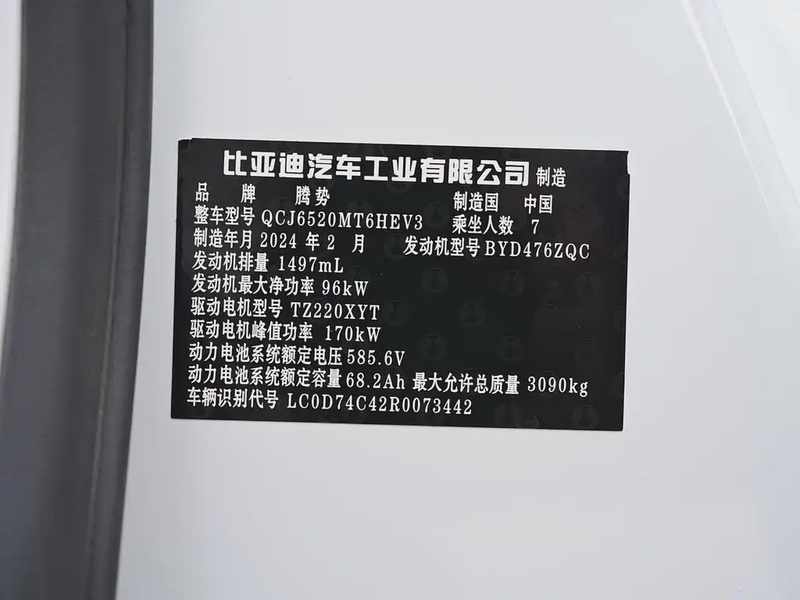 比亚迪汽车工业有限公司 制造
品 牌 腾势 制造国 中国
整车型号 QCJ6520MT6HEV3 乘坐人数 7
制造年月 2024 年 2 月 发动机型号 BYD476ZQC
发动机排量 1497mL
发动机最大净功率 96kW
驱动电机型号 TZ220XYT
驱动电机峰值功率 170kW
动力电池系统额定电压 585.6V
动力电池系统额定容量 68.2Ah 最大允许总质量 3090kg
车辆识别代号 LC0D74C42R0073442